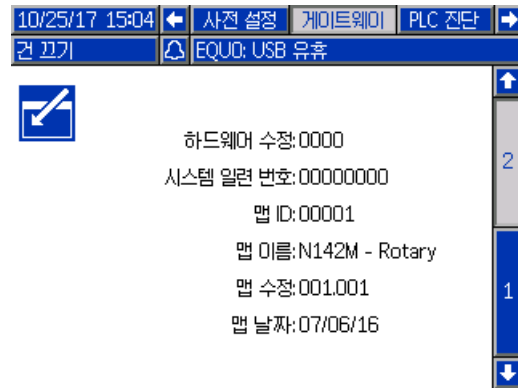 10/25/17 15:04 사전 설정 게이트웨이 PLC 진단
건 끄기 EQU0: USB 유휴
하드웨어 수정:0000
시스템 일련 번호:00000000
맵 ID:00001
맵 이름:N142M - Rotary
맵 수정:001.001
맵 날짜:07/06/16
2
1